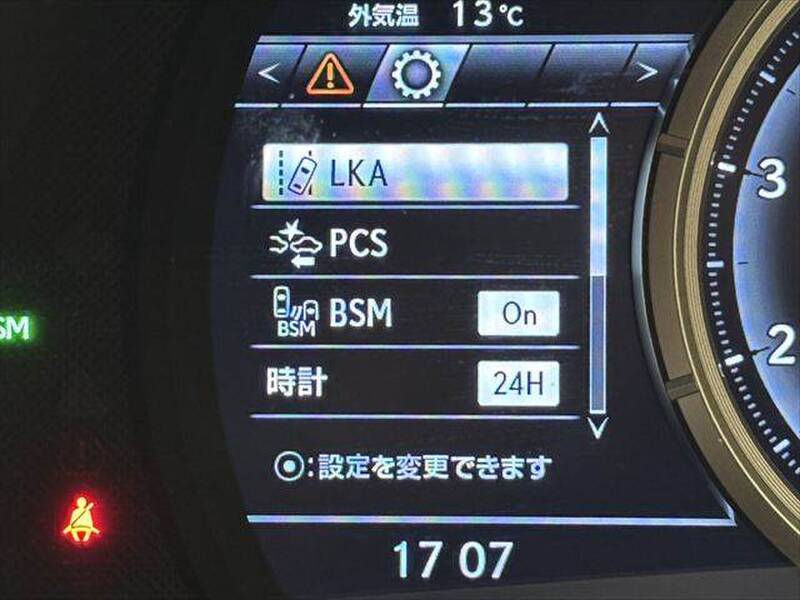 外気温 13℃
< >
LKA
PCS
BSM BSM On
時計 24H
⦿:設定を変更できます
17 07
3
2
SM